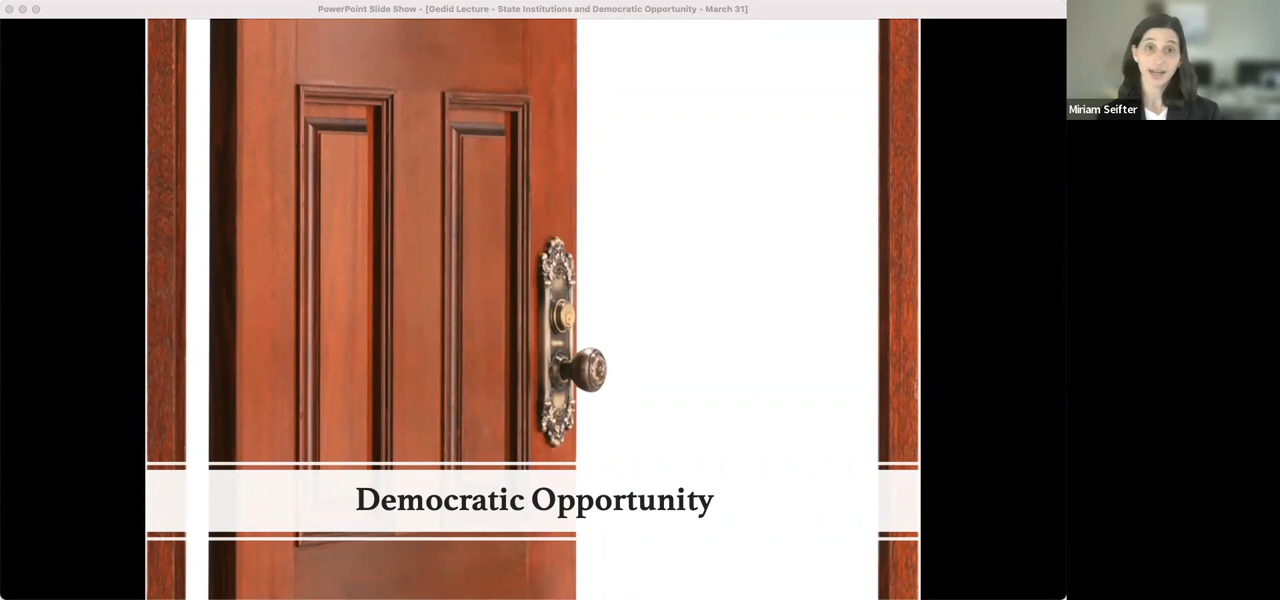 PowerPoint Slide Show - [Gedid Lecture - State Institutions and Democratic Opportunity - March 31]
Miriam Seifter
Democratic Opportunity